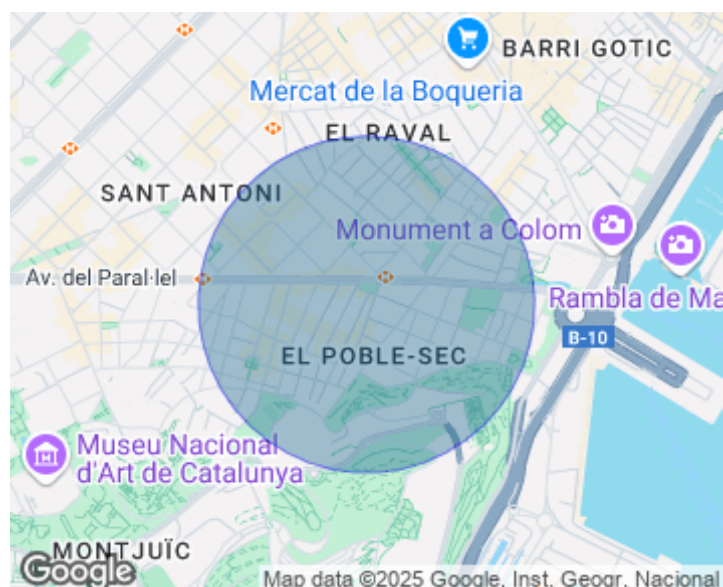 BARRI GOTIC
Mercat de la Boqueria
EL RAVAL
SANT ANTONI
Monument a Colom
Av. del Paral·lel
Rambla de Ma
B-10
EL POBLE-SEC
Museu Nacional
d'Art de Catalunya
MONTJUÏC
Google
Map data ©2025 Google, Inst. Geogr. Nacional